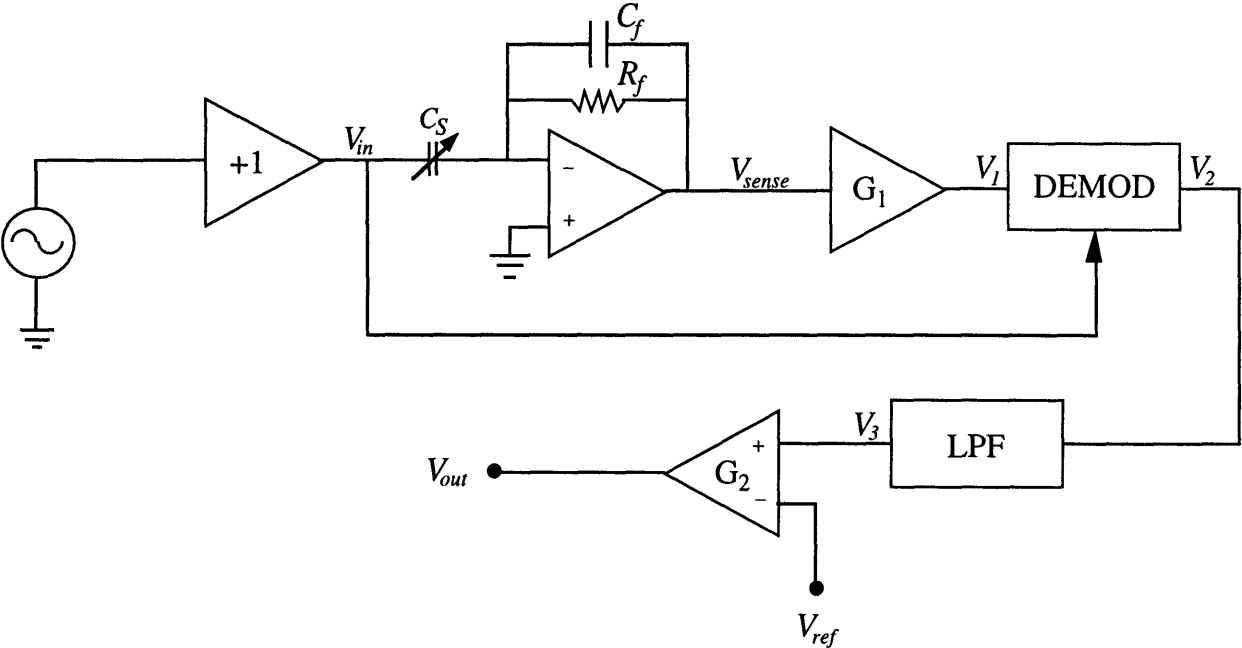 C_f
R_f
C_S
V_in
+1
−
+
V_sense
G_1
V_1
DEMOD
V_2
V_3
LPF
+
G_2
−
V_out
V_ref